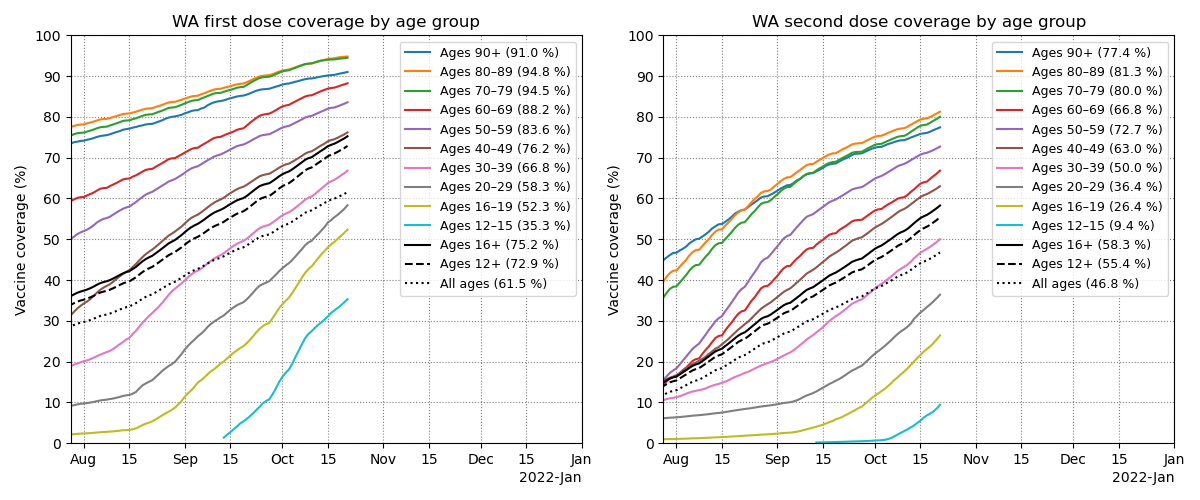 WA first dose coverage by age group
Vaccine coverage (%)
100
90
80
70
60
50
40
30
20
10
0
Ages 90+ (91.0 %)
Ages 80–89 (94.8 %)
Ages 70–79 (94.5 %)
Ages 60–69 (88.2 %)
Ages 50–59 (83.6 %)
Ages 40–49 (76.2 %)
Ages 30–39 (66.8 %)
Ages 20–29 (58.3 %)
Ages 16–19 (52.3 %)
Ages 12–15 (35.3 %)
Ages 16+ (75.2 %)
Ages 12+ (72.9 %)
All ages (61.5 %)
Aug 15 Sep 15 Oct 15 Nov 15 Dec 15 Jan
2022-Jan
WA second dose coverage by age group
Vaccine coverage (%)
100
90
80
70
60
50
40
30
20
10
0
Ages 90+ (77.4 %)
Ages 80–89 (81.3 %)
Ages 70–79 (80.0 %)
Ages 60–69 (66.8 %)
Ages 50–59 (72.7 %)
Ages 40–49 (63.0 %)
Ages 30–39 (50.0 %)
Ages 20–29 (36.4 %)
Ages 16–19 (26.4 %)
Ages 12–15 (9.4 %)
Ages 16+ (58.3 %)
Ages 12+ (55.4 %)
All ages (46.8 %)
Aug 15 Sep 15 Oct 15 Nov 15 Dec 15 Jan
2022-Jan